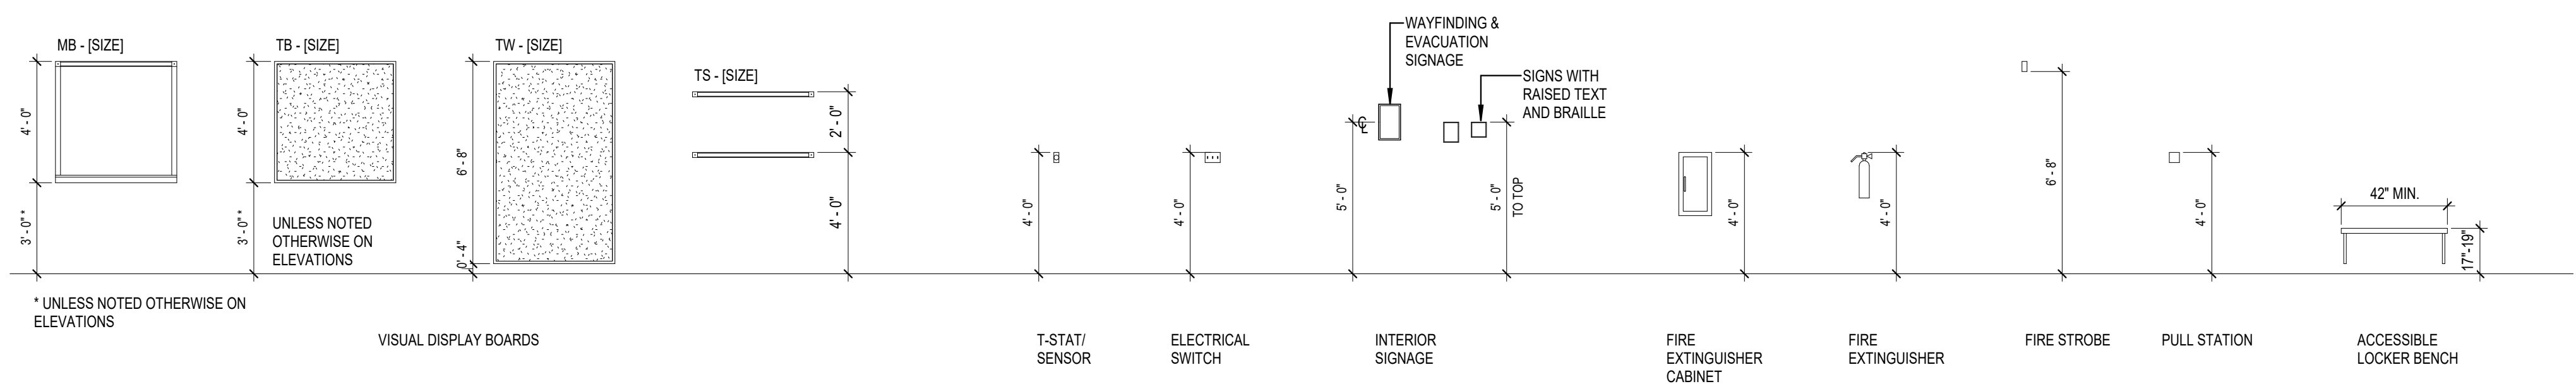 MB - [SIZE]
4' - 0"
3' - 0" *
TB - [SIZE]
4' - 0"
3' - 0" *
UNLESS NOTED
OTHERWISE ON
ELEVATIONS
TW - [SIZE]
6' - 8"
0' - 4"
TS - [SIZE]
2' - 0"
4' - 0"
* UNLESS NOTED OTHERWISE ON
ELEVATIONS
VISUAL DISPLAY BOARDS
4' - 0"
T-STAT/
SENSOR
4' - 0"
ELECTRICAL
SWITCH
WAYFINDING &
EVACUATION
SIGNAGE
SIGNS WITH
RAISED TEXT
AND BRAILLE
CL
5' - 0"
5' - 0"
TO TOP
INTERIOR
SIGNAGE
4' - 0"
FIRE
EXTINGUISHER
CABINET
4' - 0"
FIRE
EXTINGUISHER
6' - 8"
FIRE STROBE
4' - 0"
PULL STATION
42" MIN.
17"-19"
ACCESSIBLE
LOCKER BENCH